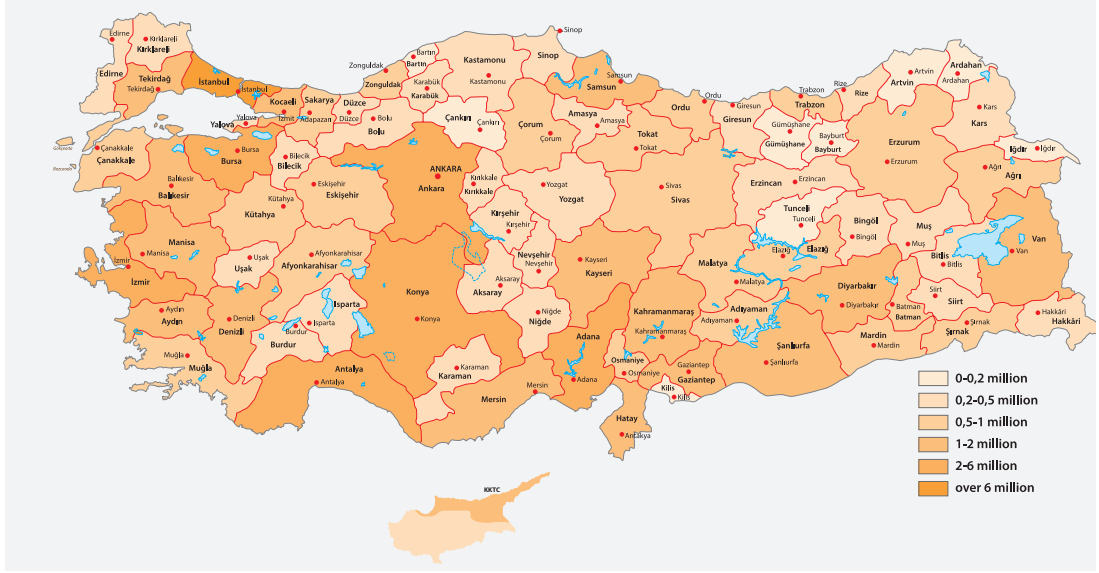 Sinop
Edirne
Kırklareli
Kırklareli
Edirne
Tekirdağ
Tekirdağ
İstanbul
İstanbul
Kocaeli
İzmit
Sakarya
Adapazarı
Düzce
Düzce
Bolu
Bolu
Zonguldak
Zonguldak
Bartın
Bartın
Karabük
Karabük
Kastamonu
Kastamonu
Sinop
Samsun
Samsun
Çankırı
Çankırı
Çorum
Çorum
Amasya
Amasya
Tokat
Tokat
Ordu
Ordu
Giresun
Giresun
Trabzon
Trabzon
Rize
Rize
Gümüşhane
Gümüşhane
Bayburt
Bayburt
Artvin
Artvin
Ardahan
Ardahan
Kars
Kars
Iğdır
Iğdır
Ağrı
Ağrı
Erzurum
Erzurum
Erzincan
Erzincan
Yalova
Yalova
Bursa
Bursa
Bilecik
Bilecik
Gökçeada
Bozcaada
Çanakkale
Çanakkale
Balıkesir
Balıkesir
Kütahya
Kütahya
Eskişehir
Eskişehir
ANKARA
Ankara
Kırıkkale
Kırıkkale
Kırşehir
Kırşehir
Yozgat
Yozgat
Sivas
Sivas
Tunceli
Tunceli
Bingöl
Bingöl
Muş
Muş
Bitlis
Bitlis
Van
Van
Manisa
Manisa
İzmir
İzmir
Uşak
Uşak
Afyonkarahisar
Afyonkarahisar
Konya
Konya
Aksaray
Aksaray
Nevşehir
Nevşehir
Niğde
Niğde
Kayseri
Kayseri
Malatya
Malatya
Elazığ
Elazığ
Diyarbakır
Diyarbakır
Batman
Batman
Siirt
Siirt
Şırnak
Şırnak
Hakkâri
Hakkâri
Aydın
Aydın
Denizli
Denizli
Muğla
Muğla
Burdur
Burdur
Isparta
Isparta
Antalya
Antalya
Karaman
Karaman
Mersin
Mersin
Adana
Adana
Kahramanmaraş
Kahramanmaraş
Osmaniye
Osmaniye
Gaziantep
Gaziantep
Kilis
Kilis
Hatay
Antakya
Adıyaman
Adıyaman
Şanlıurfa
Şanlıurfa
Mardin
Mardin
KKTC
0-0,2 million
0,2-0,5 million
0,5-1 million
1-2 million
2-6 million
over 6 million